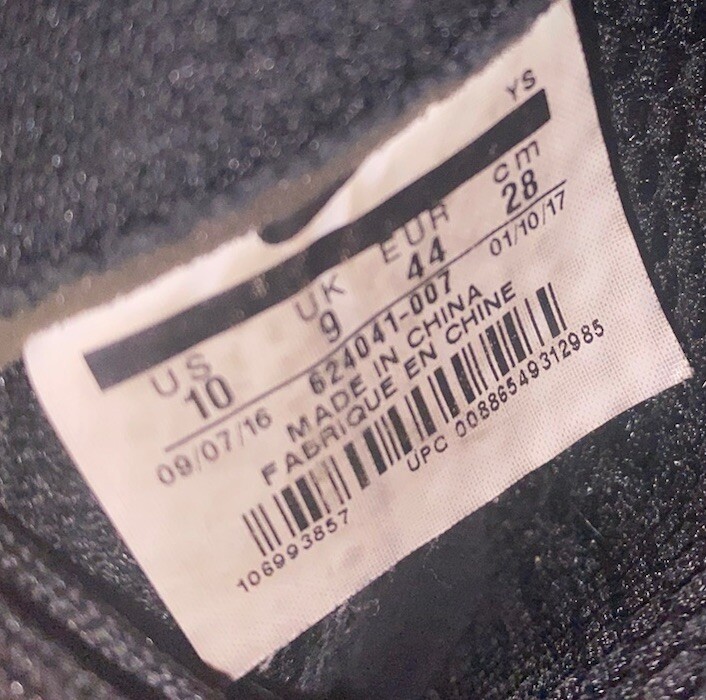 YS
US UK EUR cm
10 9 44 28
09/07/16 624041-007 01/10/17
MADE IN CHINA
FABRIQUE EN CHINE
106993857 UPC 00886549312985